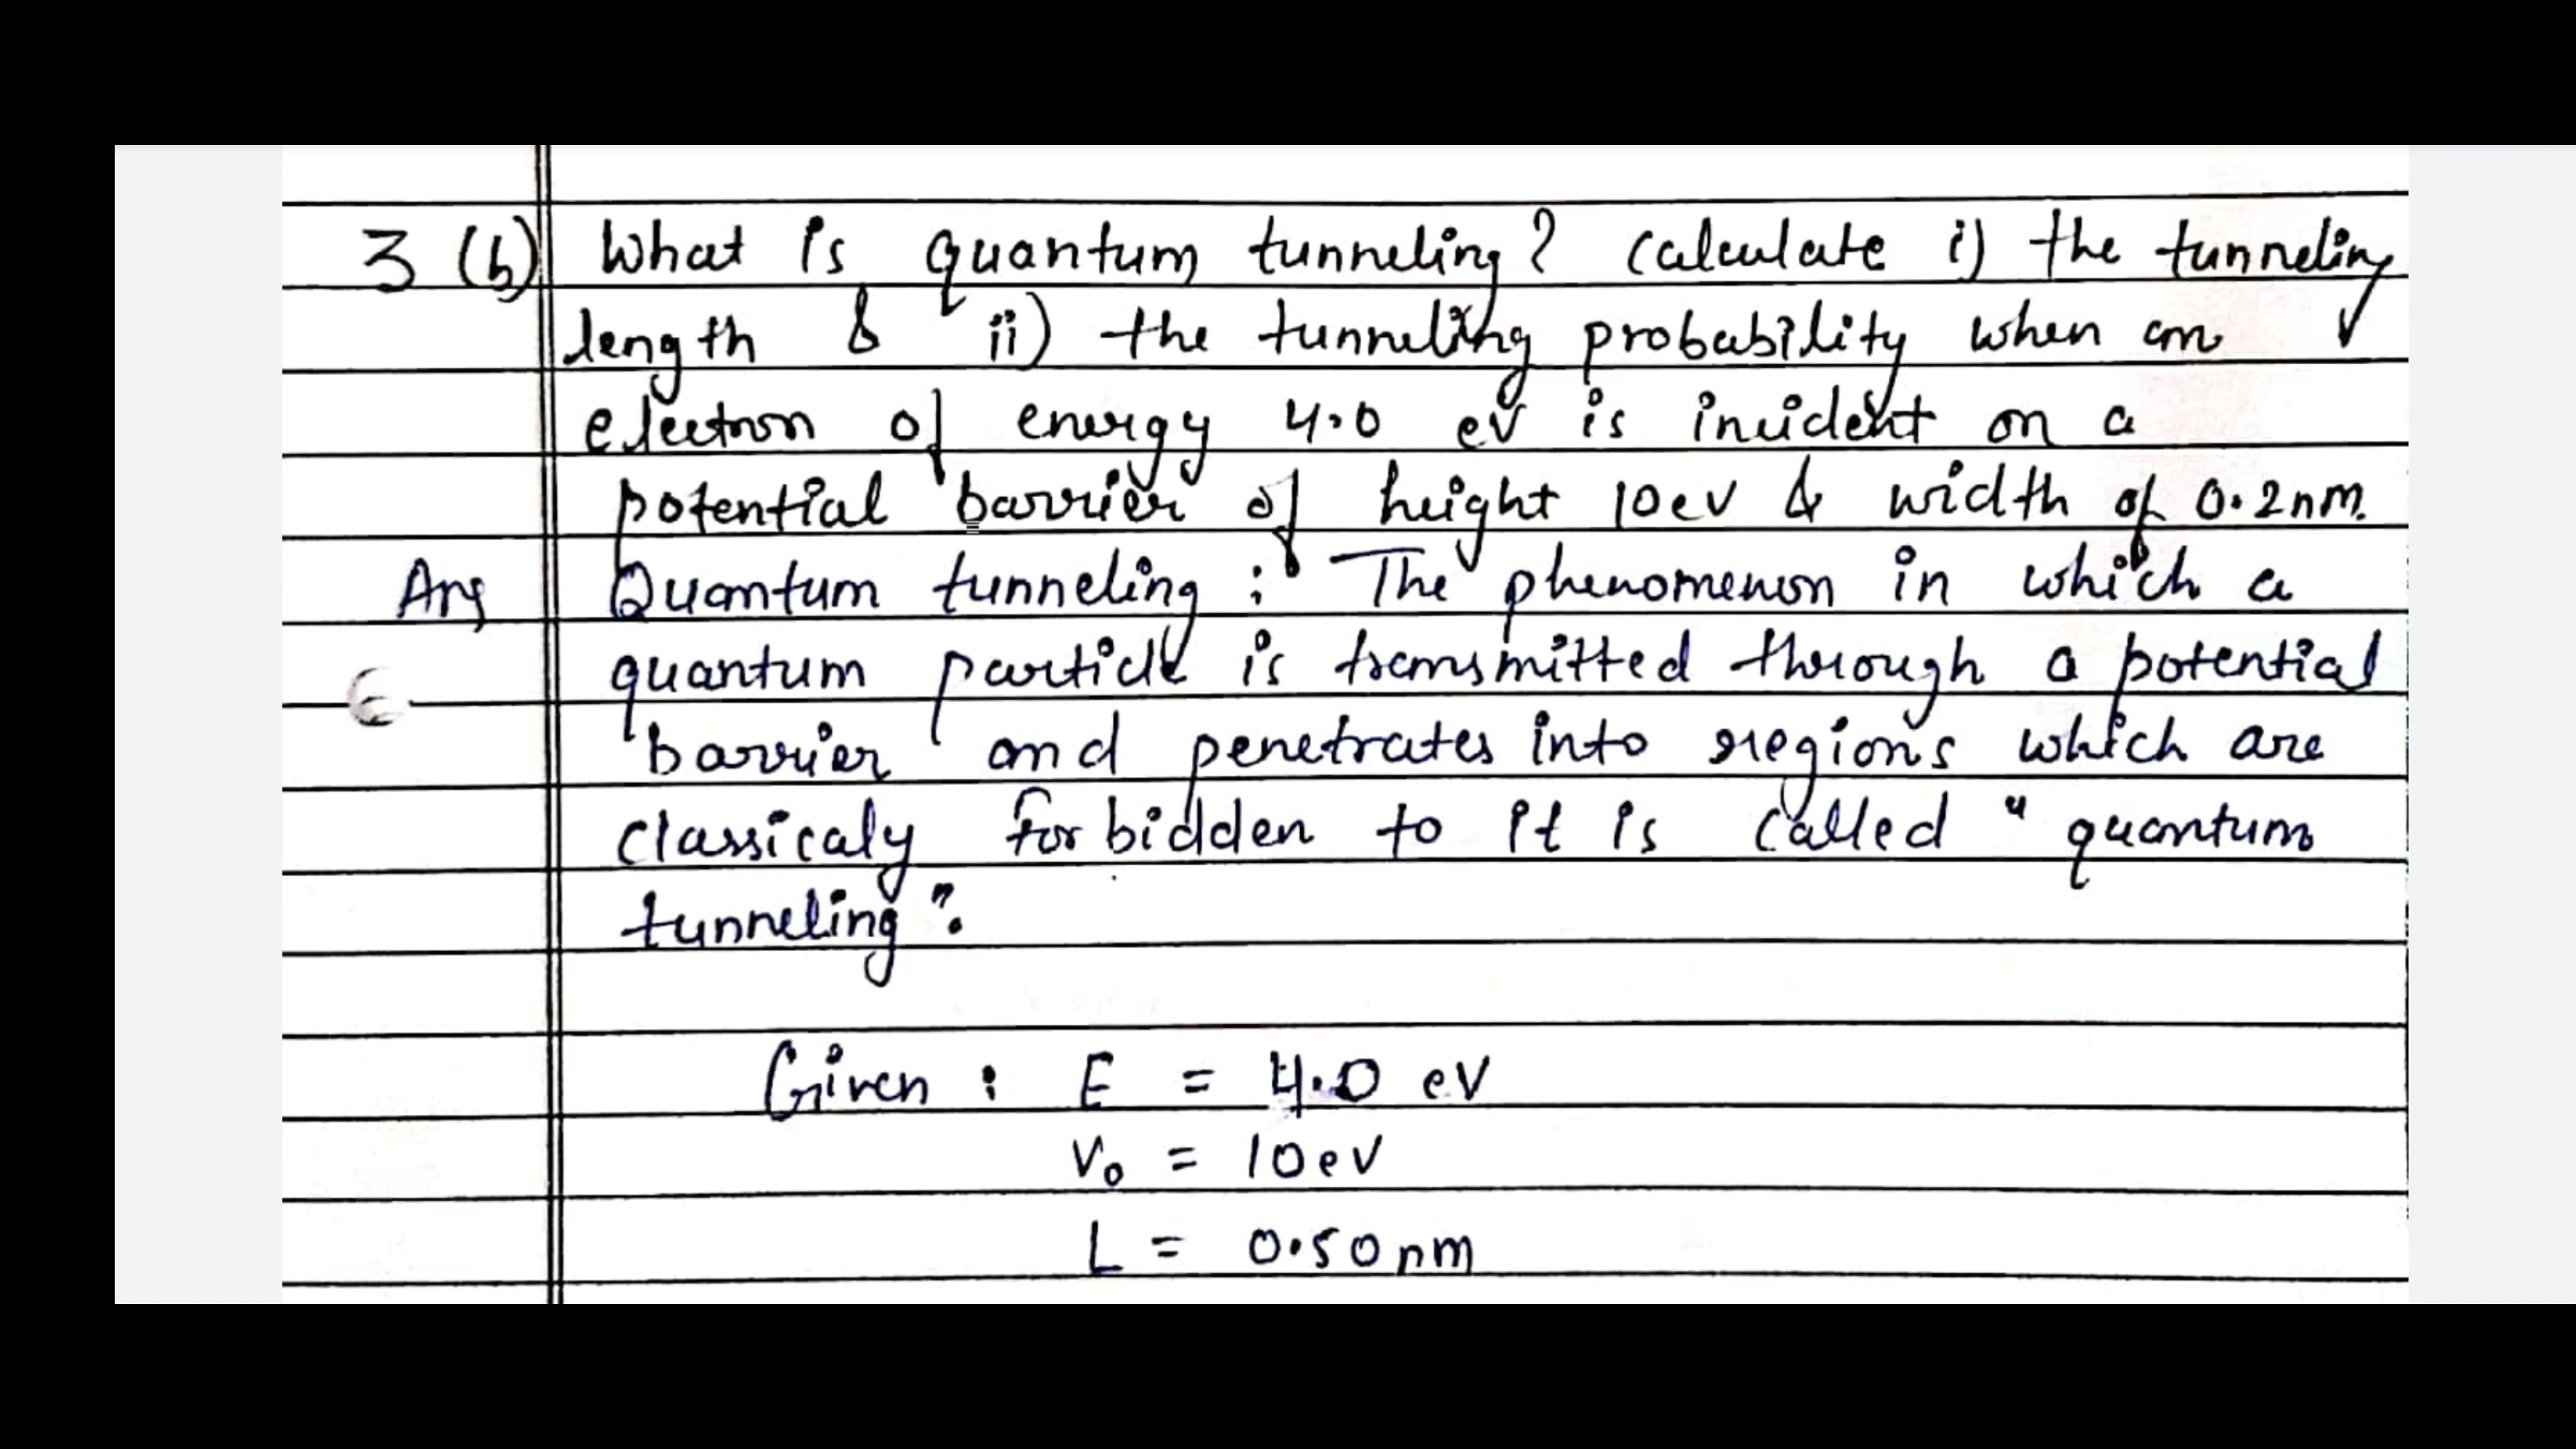 3 (b) What is quantum tunneling? Calculate i) the tunneling
length & ii) the tunneling probability when an
electron of energy 4.0 eV is incident on a
potential barrier of height 10eV & width of 0.2nm.
Ans Quantum tunneling : The phenomenon in which a
quantum particle is transmitted through a potential
barrier and penetrates into regions which are
classicaly forbidden to it is called " quantum
tunneling ".
Given : E = 4.0 eV
V₀ = 10eV
L = 0.50nm